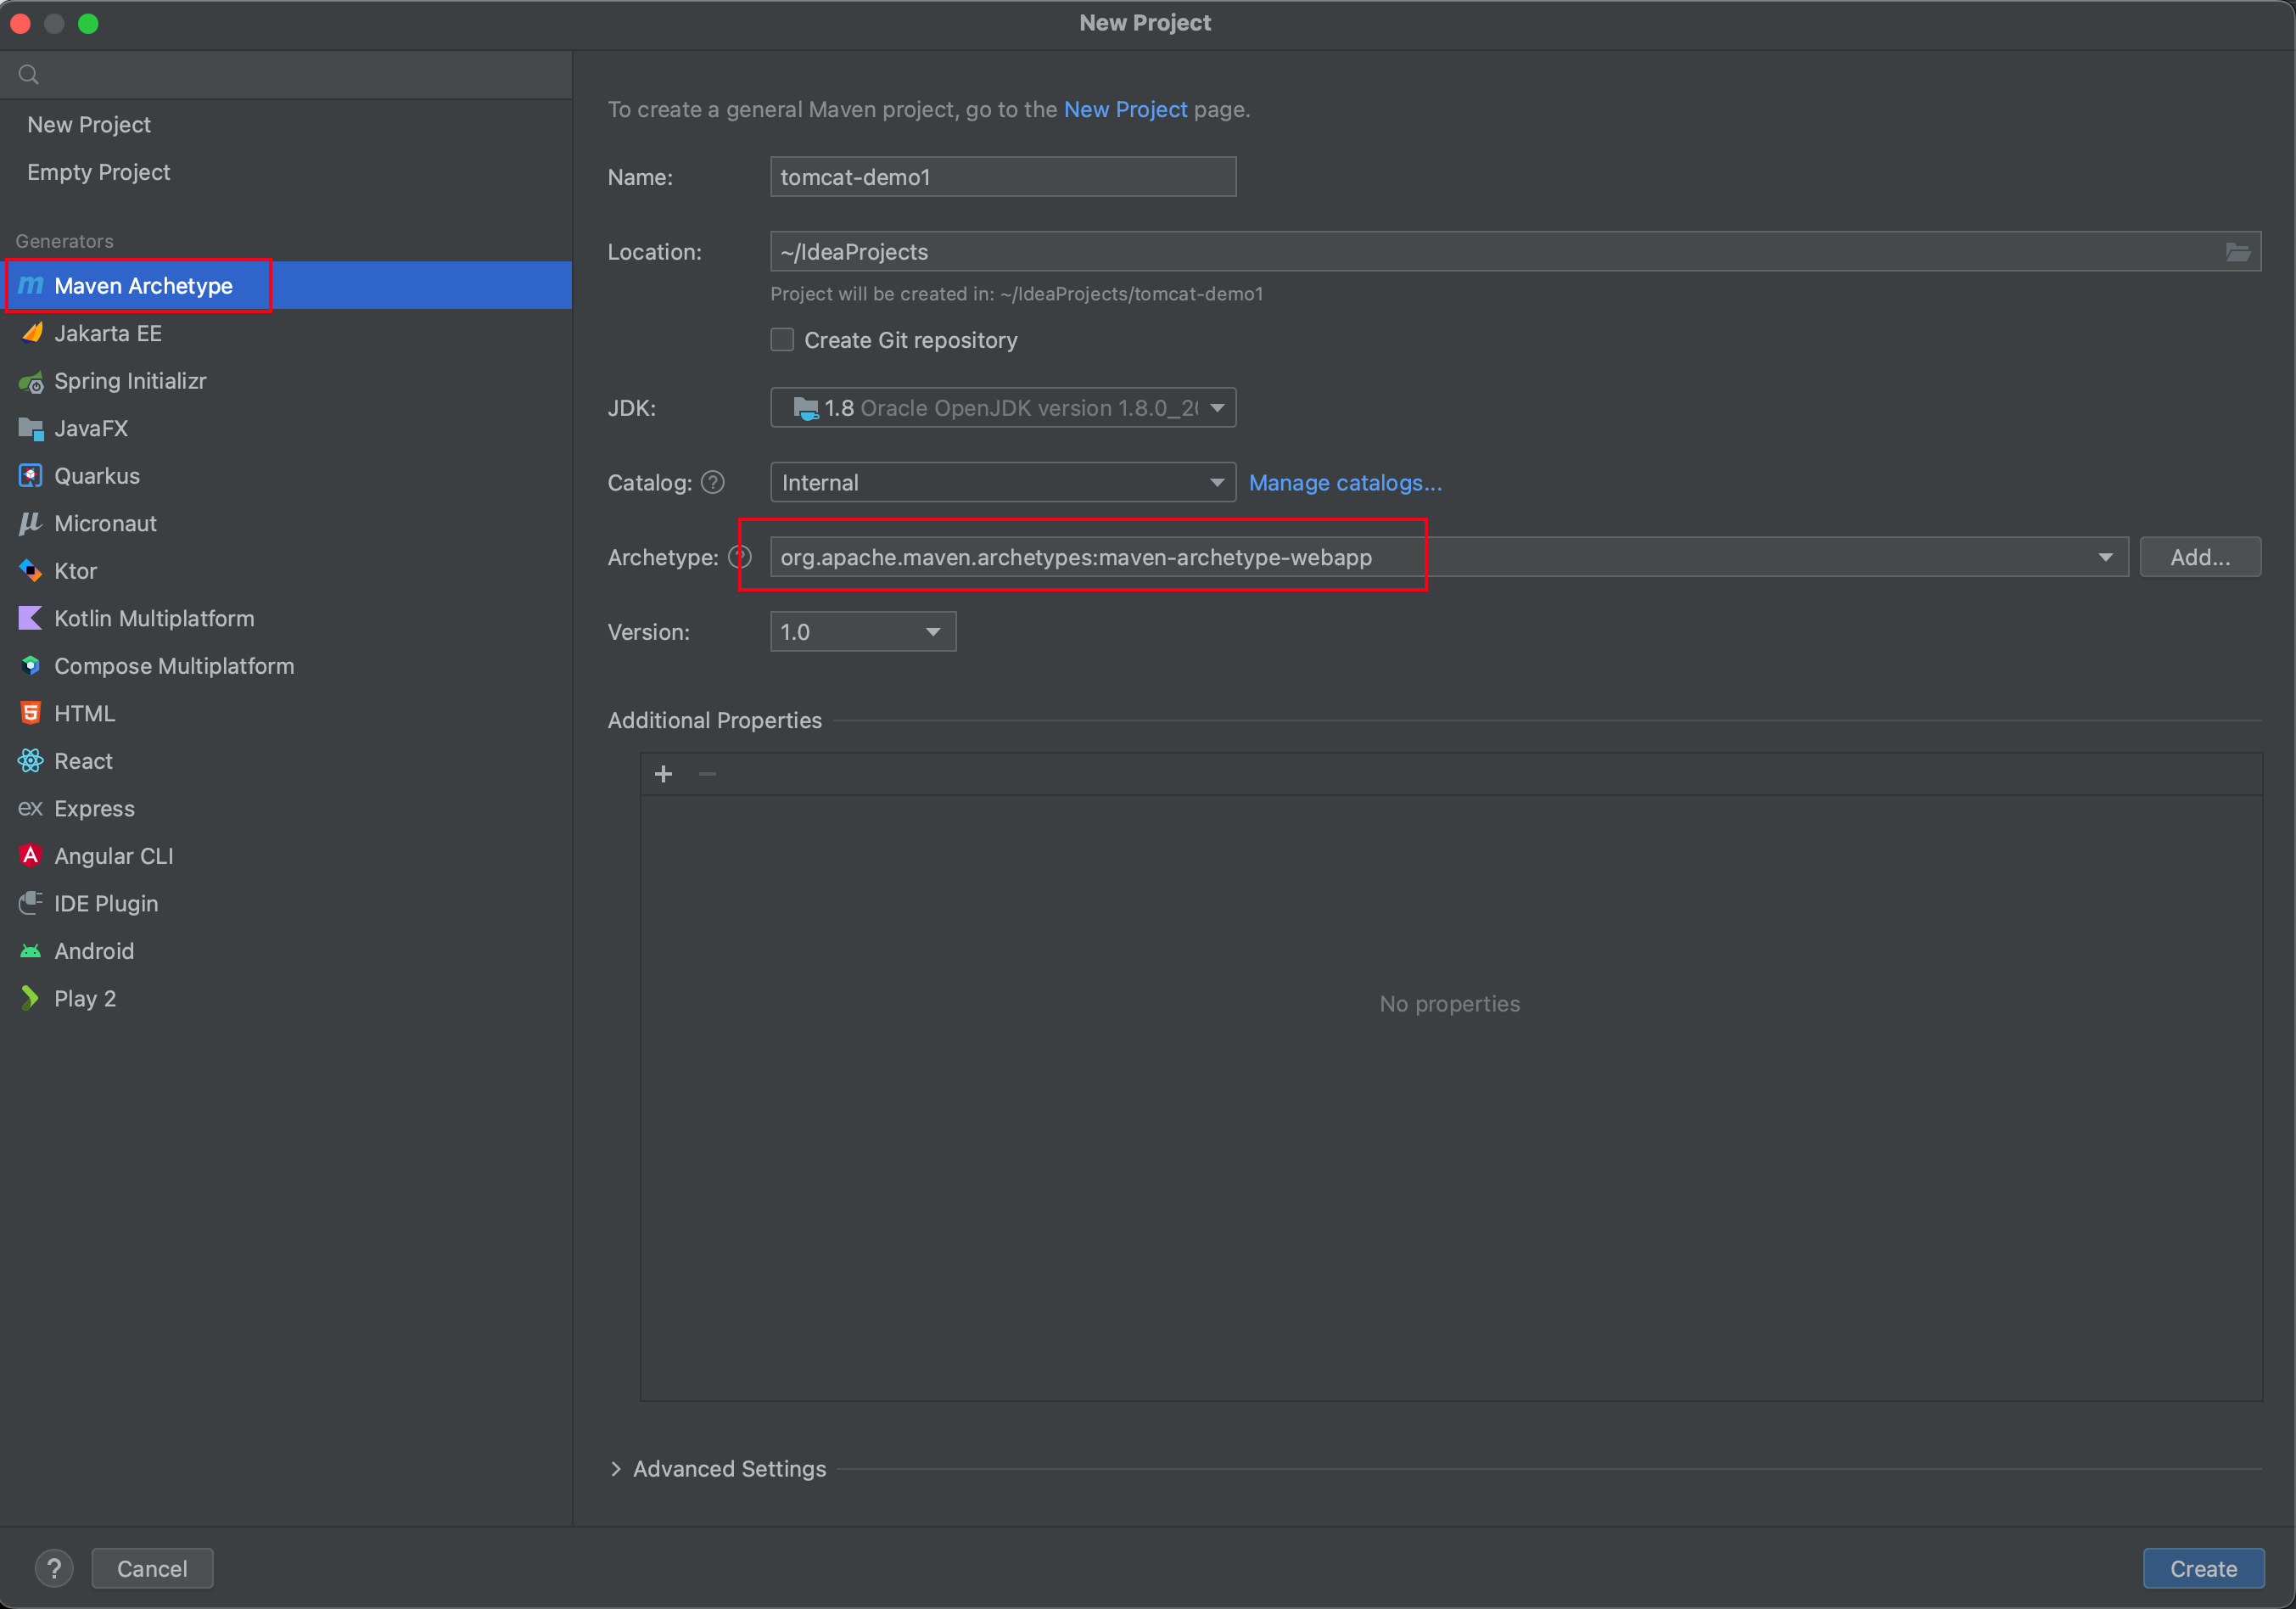 New Project
New Project
Empty Project
Generators
Maven Archetype
Jakarta EE
Spring Initializr
JavaFX
Quarkus
Micronaut
Ktor
Kotlin Multiplatform
Compose Multiplatform
HTML
React
ex Express
Angular CLI
IDE Plugin
Android
Play 2
To create a general Maven project, go to the New Project page.
Name: tomcat-demo1
Location: ~/IdeaProjects
Project will be created in: ~/IdeaProjects/tomcat-demo1
Create Git repository
JDK: 1.8 Oracle OpenJDK version 1.8.0_20
Catalog: ? Internal Manage catalogs...
Archetype: ? org.apache.maven.archetypes:maven-archetype-webapp Add...
Version: 1.0
Additional Properties
+ −
No properties
Advanced Settings
? Cancel Create